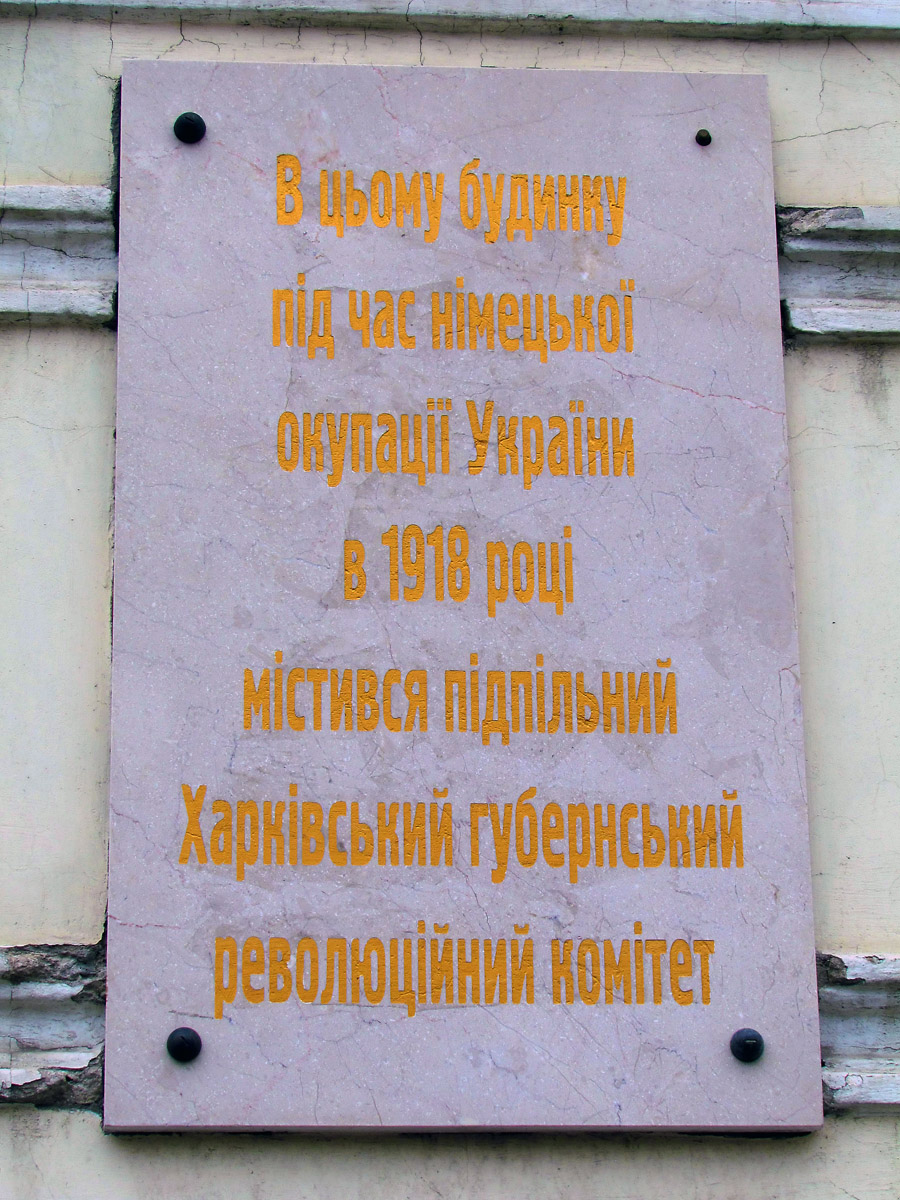 В цьому будинку
під час німецької
окупації України
в 1918 році
містився підпільний
Харківський губернський
революційний комітет